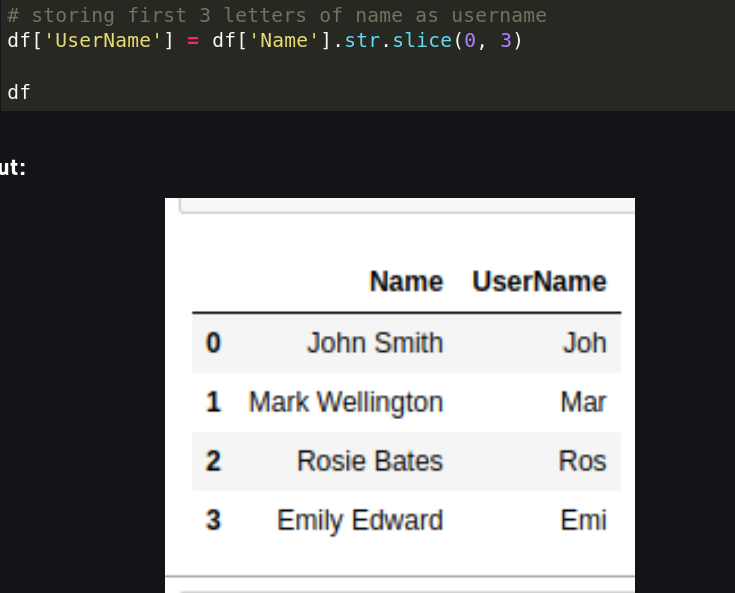 # storing first 3 letters of name as username
df['UserName'] = df['Name'].str.slice(0, 3)
df
ut:
Name UserName
0 John Smith Joh
1 Mark Wellington Mar
2 Rosie Bates Ros
3 Emily Edward Emi